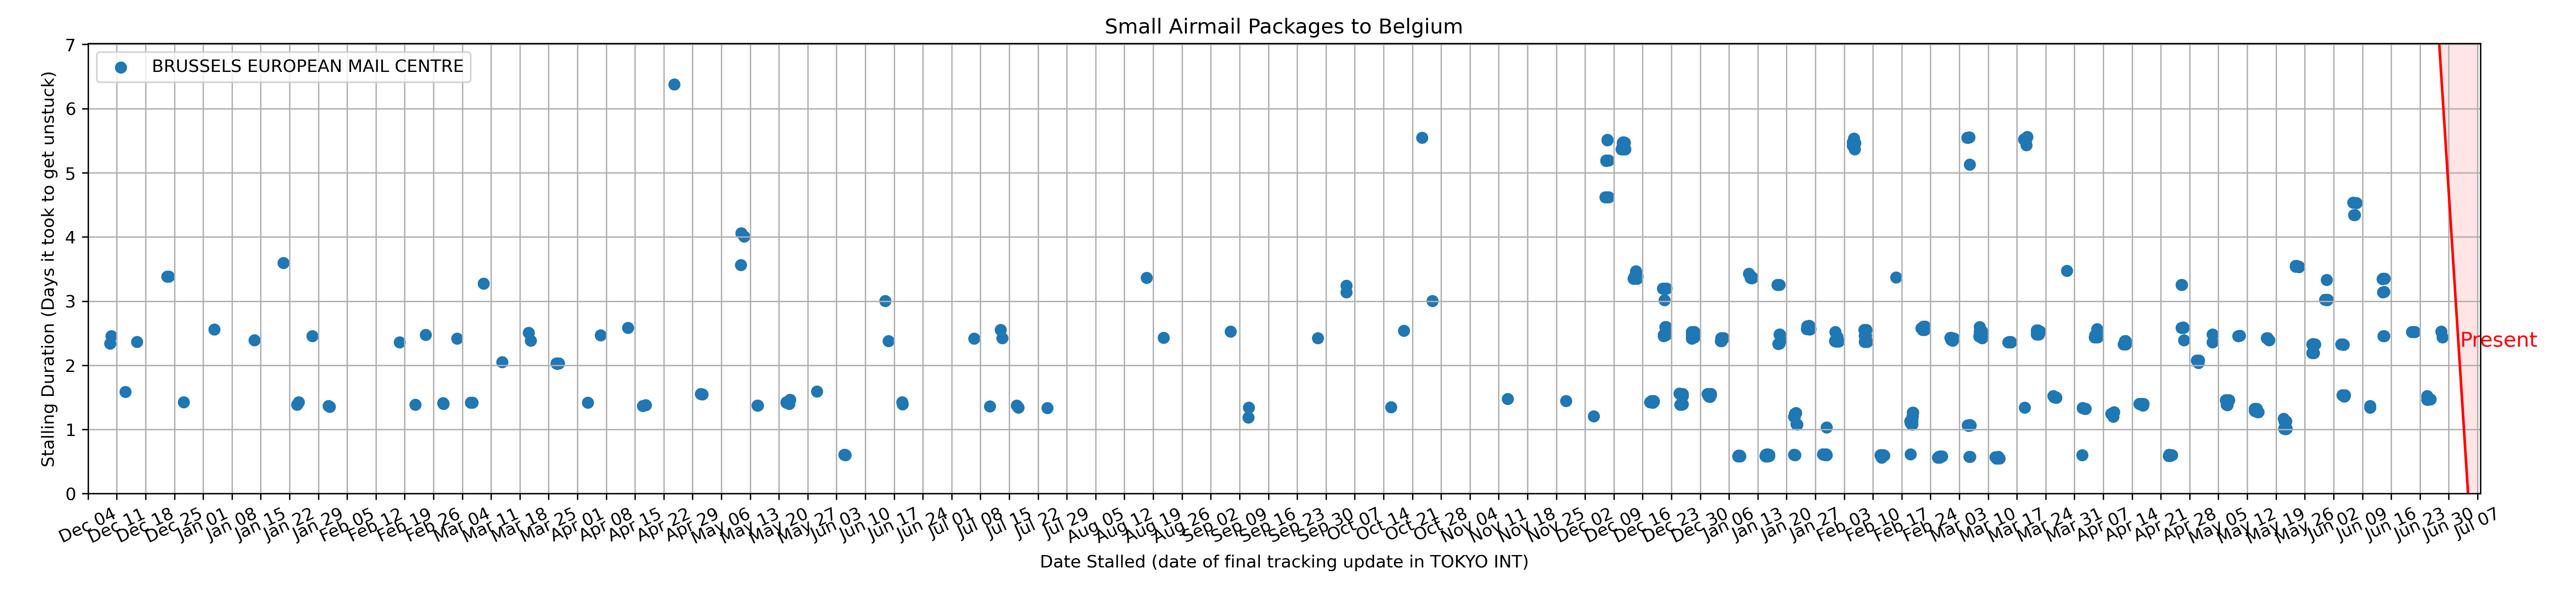 Small Airmail Packages to Belgium
BRUSSELS EUROPEAN MAIL CENTRE
Stalling Duration (Days it took to get unstuck)
7
6
5
4
3
2
1
0
Present
Dec 04
Dec 11
Dec 18
Dec 25
Jan 01
Jan 08
Jan 15
Jan 22
Jan 29
Feb 05
Feb 12
Feb 19
Feb 26
Mar 04
Mar 11
Mar 18
Mar 25
Apr 01
Apr 08
Apr 15
Apr 22
Apr 29
May 06
May 13
May 20
May 27
Jun 03
Jun 10
Jun 17
Jun 24
Jul 01
Jul 08
Jul 15
Jul 22
Jul 29
Aug 05
Aug 12
Aug 19
Aug 26
Sep 02
Sep 09
Sep 16
Sep 23
Sep 30
Oct 07
Oct 14
Oct 21
Oct 28
Nov 04
Nov 11
Nov 18
Nov 25
Dec 02
Dec 09
Dec 16
Dec 23
Dec 30
Jan 06
Jan 13
Jan 20
Jan 27
Feb 03
Feb 10
Feb 17
Feb 24
Mar 03
Mar 10
Mar 17
Mar 24
Mar 31
Apr 07
Apr 14
Apr 21
Apr 28
May 05
May 12
May 19
May 26
Jun 02
Jun 09
Jun 16
Jun 23
Jun 30
Jul 07
Date Stalled (date of final tracking update in TOKYO INT)